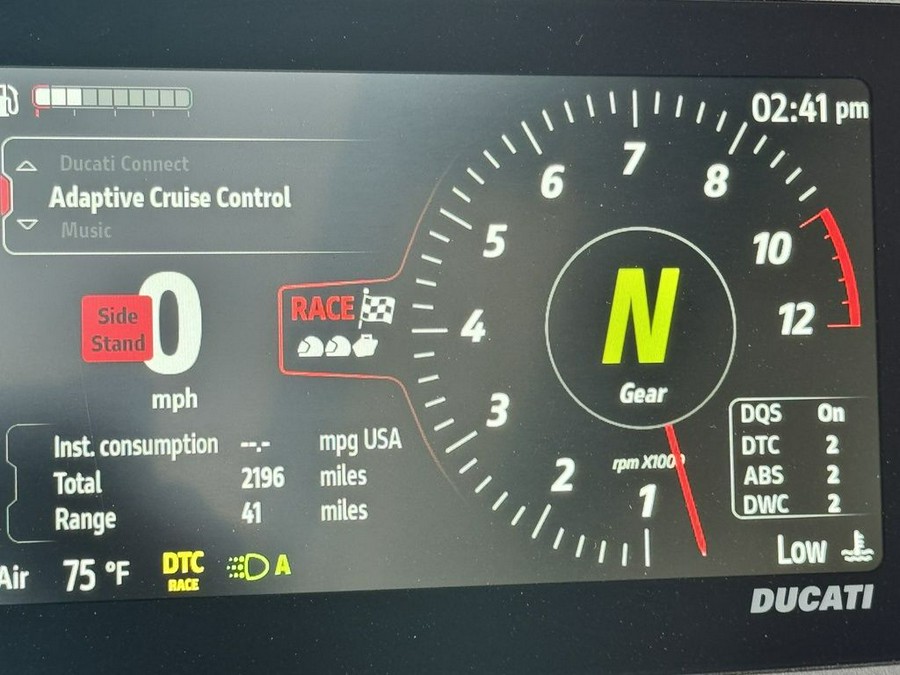 02:41 pm
Ducati Connect
Adaptive Cruise Control
Music
7
6
8
5
10
RACE
N
4
12
Side
Stand
0
mph
Gear
3
DQS On
DTC 2
ABS 2
DWC 2
Inst. consumption --.- mpg USA
Total 2196 miles
Range 41 miles
2
rpm X1000
1
Low
Air 75 °F
DTC
RACE
A
DUCATI